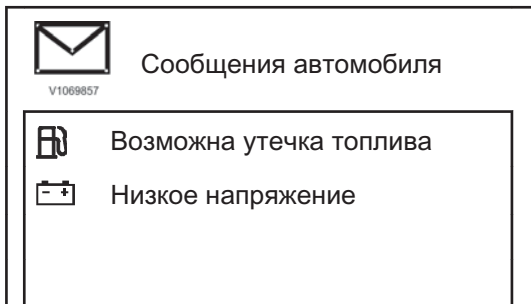 Сообщения автомобиля
V1069857
Возможна утечка топлива
Низкое напряжение